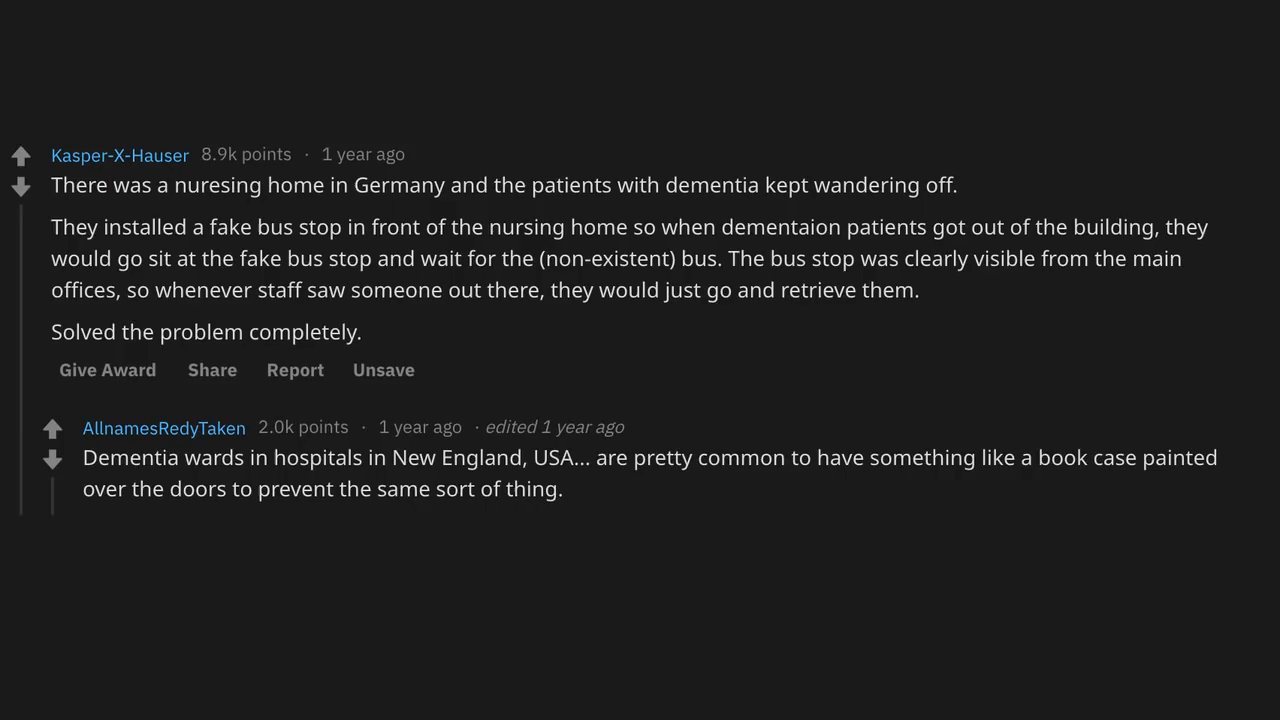 Kasper-X-Hauser 8.9k points · 1 year ago
There was a nuresing home in Germany and the patients with dementia kept wandering off.
They installed a fake bus stop in front of the nursing home so when dementaion patients got out of the building, they
would go sit at the fake bus stop and wait for the (non-existent) bus. The bus stop was clearly visible from the main
offices, so whenever staff saw someone out there, they would just go and retrieve them.
Solved the problem completely.
Give Award Share Report Unsave
AllnamesRedyTaken 2.0k points · 1 year ago · edited 1 year ago
Dementia wards in hospitals in New England, USA... are pretty common to have something like a book case painted
over the doors to prevent the same sort of thing.